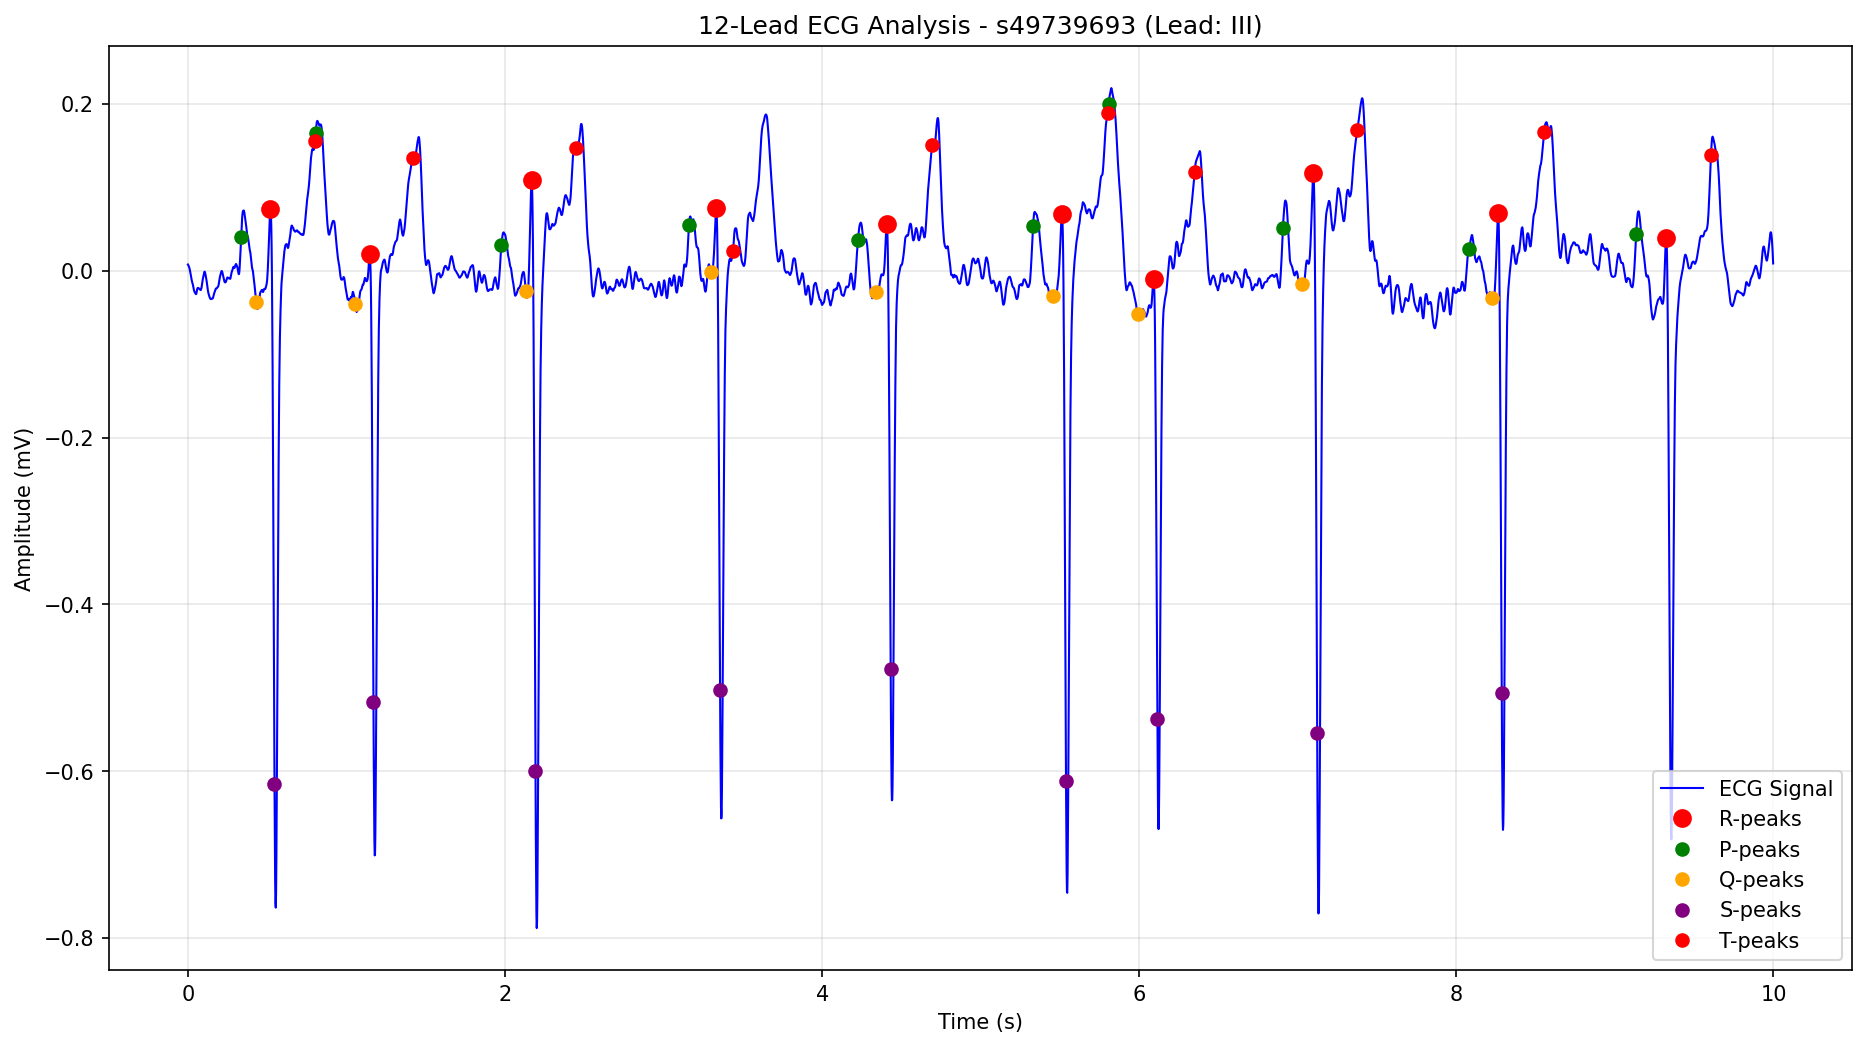 12-Lead ECG Analysis - s49739693 (Lead: III)
Amplitude (mV)
0.2
0.0
−0.2
−0.4
−0.6
−0.8
0 2 4 6 8 10
Time (s)
ECG Signal
R-peaks
P-peaks
Q-peaks
S-peaks
T-peaks